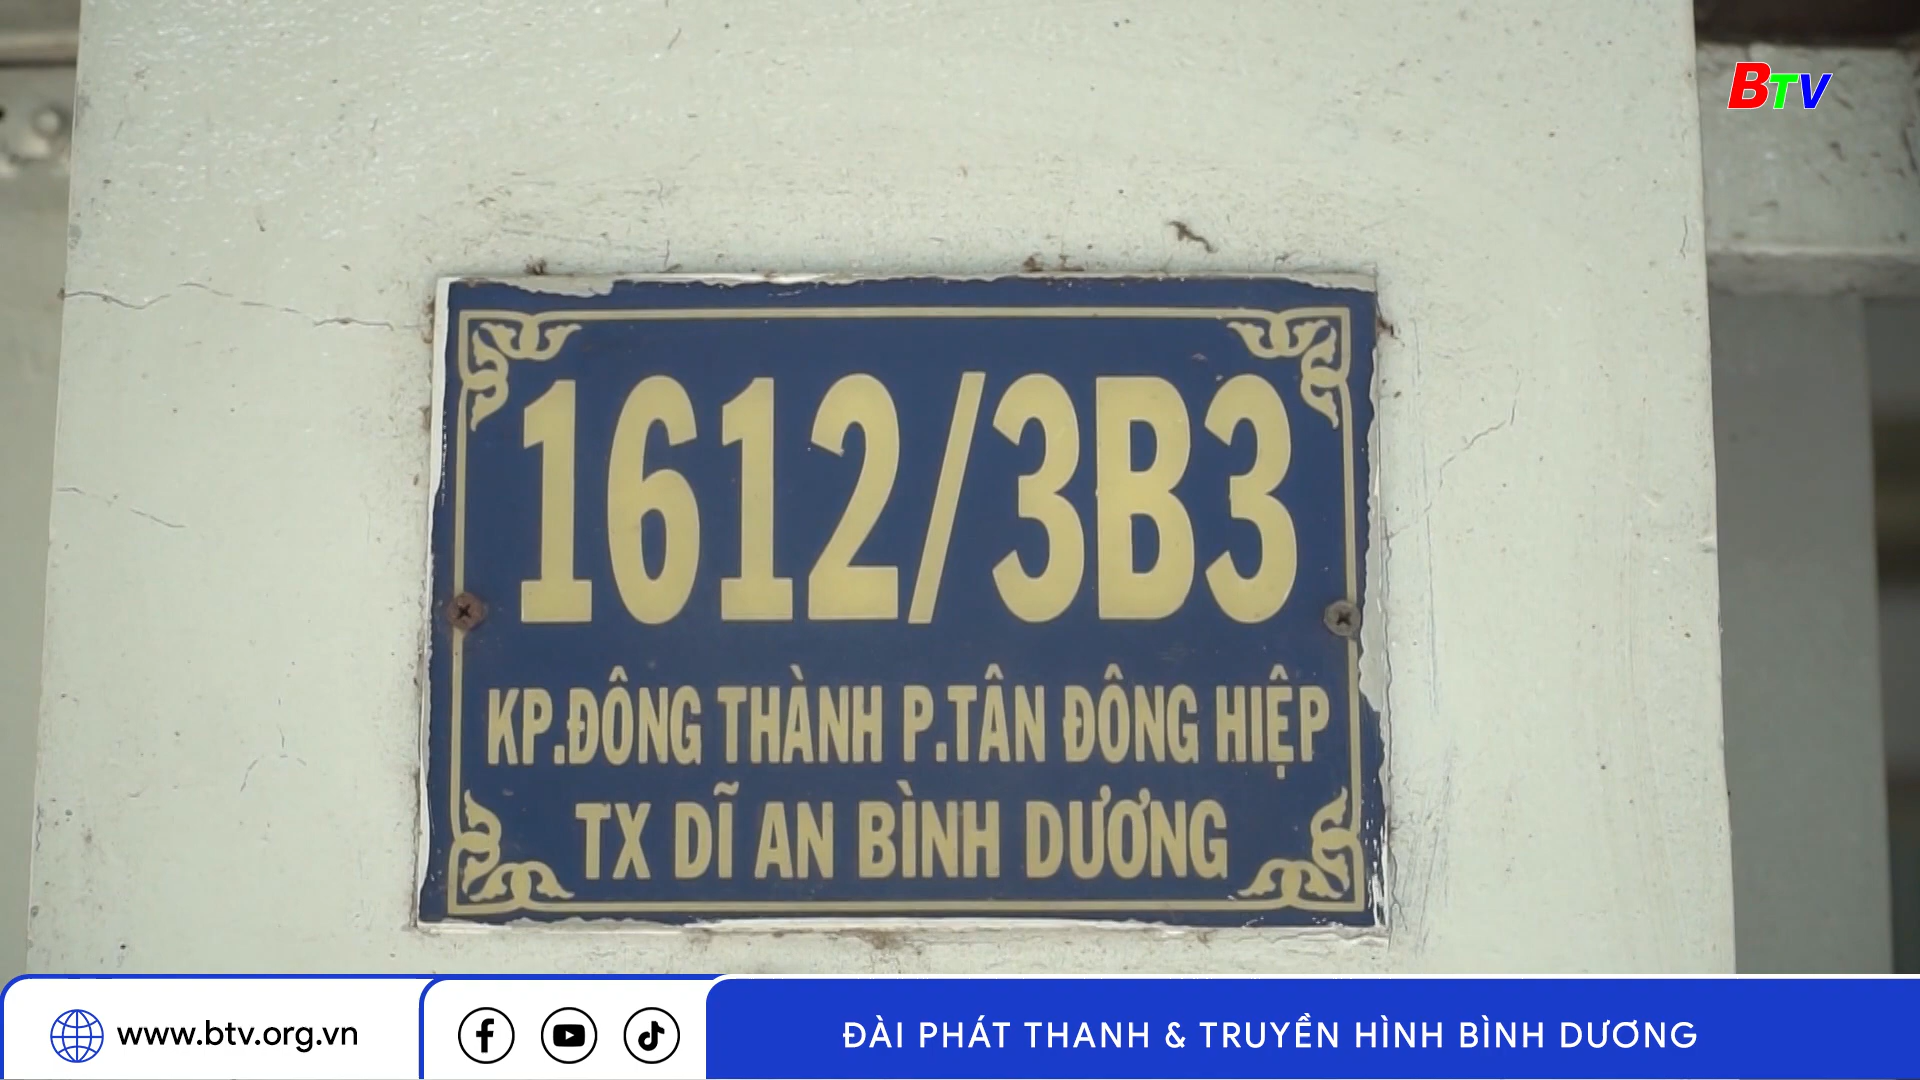 BTV
1612/3B3
KP.ĐÔNG THÀNH P.TÂN ĐÔNG HIỆP
TX DĨ AN BÌNH DƯƠNG
www.btv.org.vn
ĐÀI PHÁT THANH & TRUYỀN HÌNH BÌNH DƯƠNG